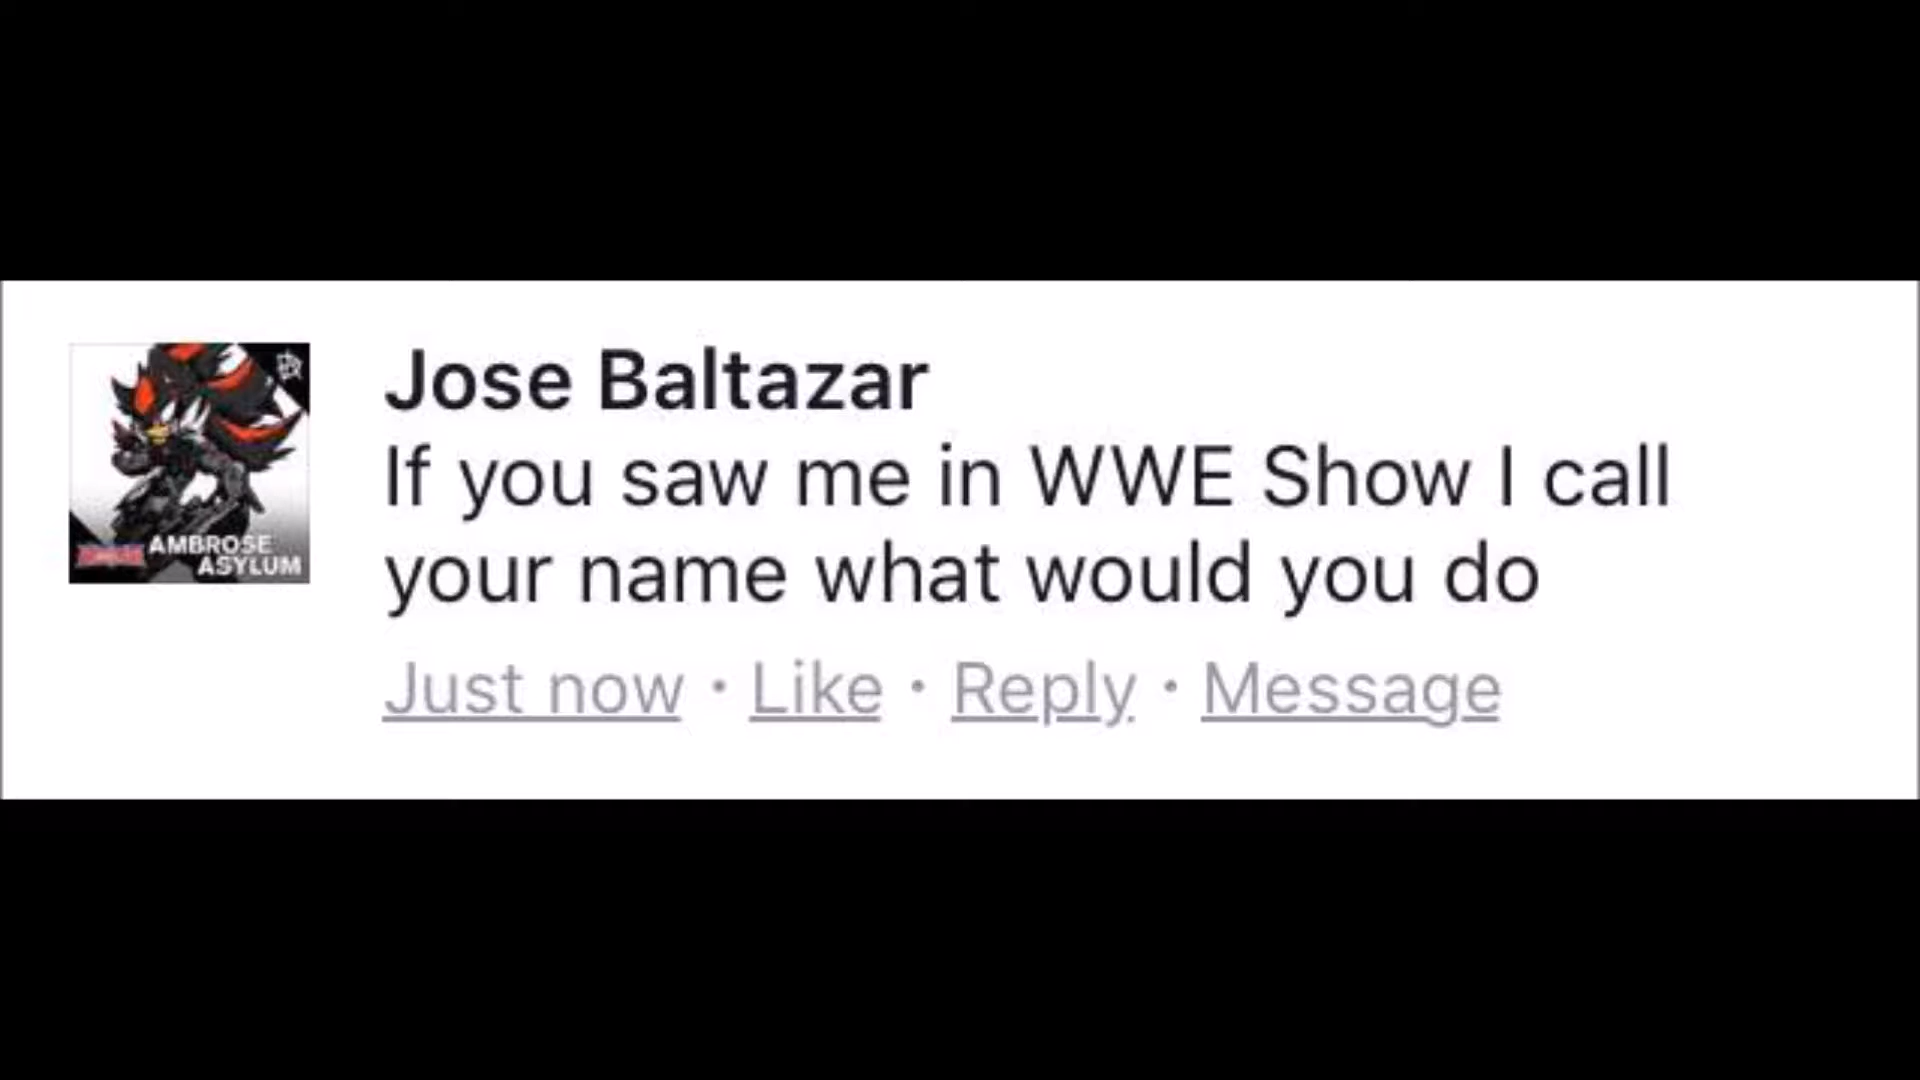 Jose Baltazar
If you saw me in WWE Show I call
your name what would you do
Just now · Like · Reply · Message
AMBROSE
ASYLUM